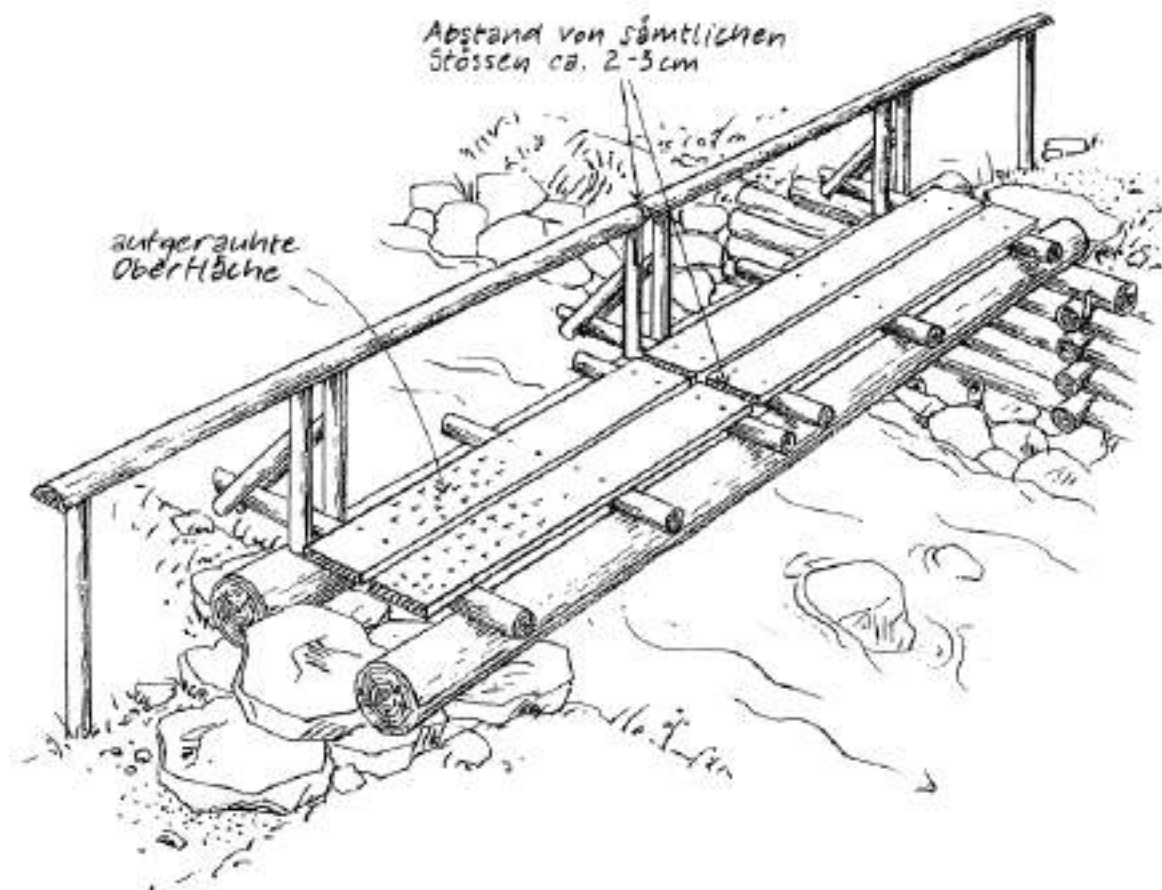 Abstand von sämtlichen
Stössen ca. 2-3cm
aufgerauhte
Oberfläche